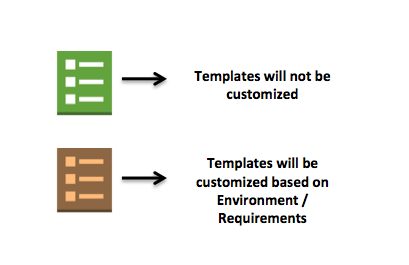 Templates will not be
customized
Templates will be
customized based on
Environment /
Requirements